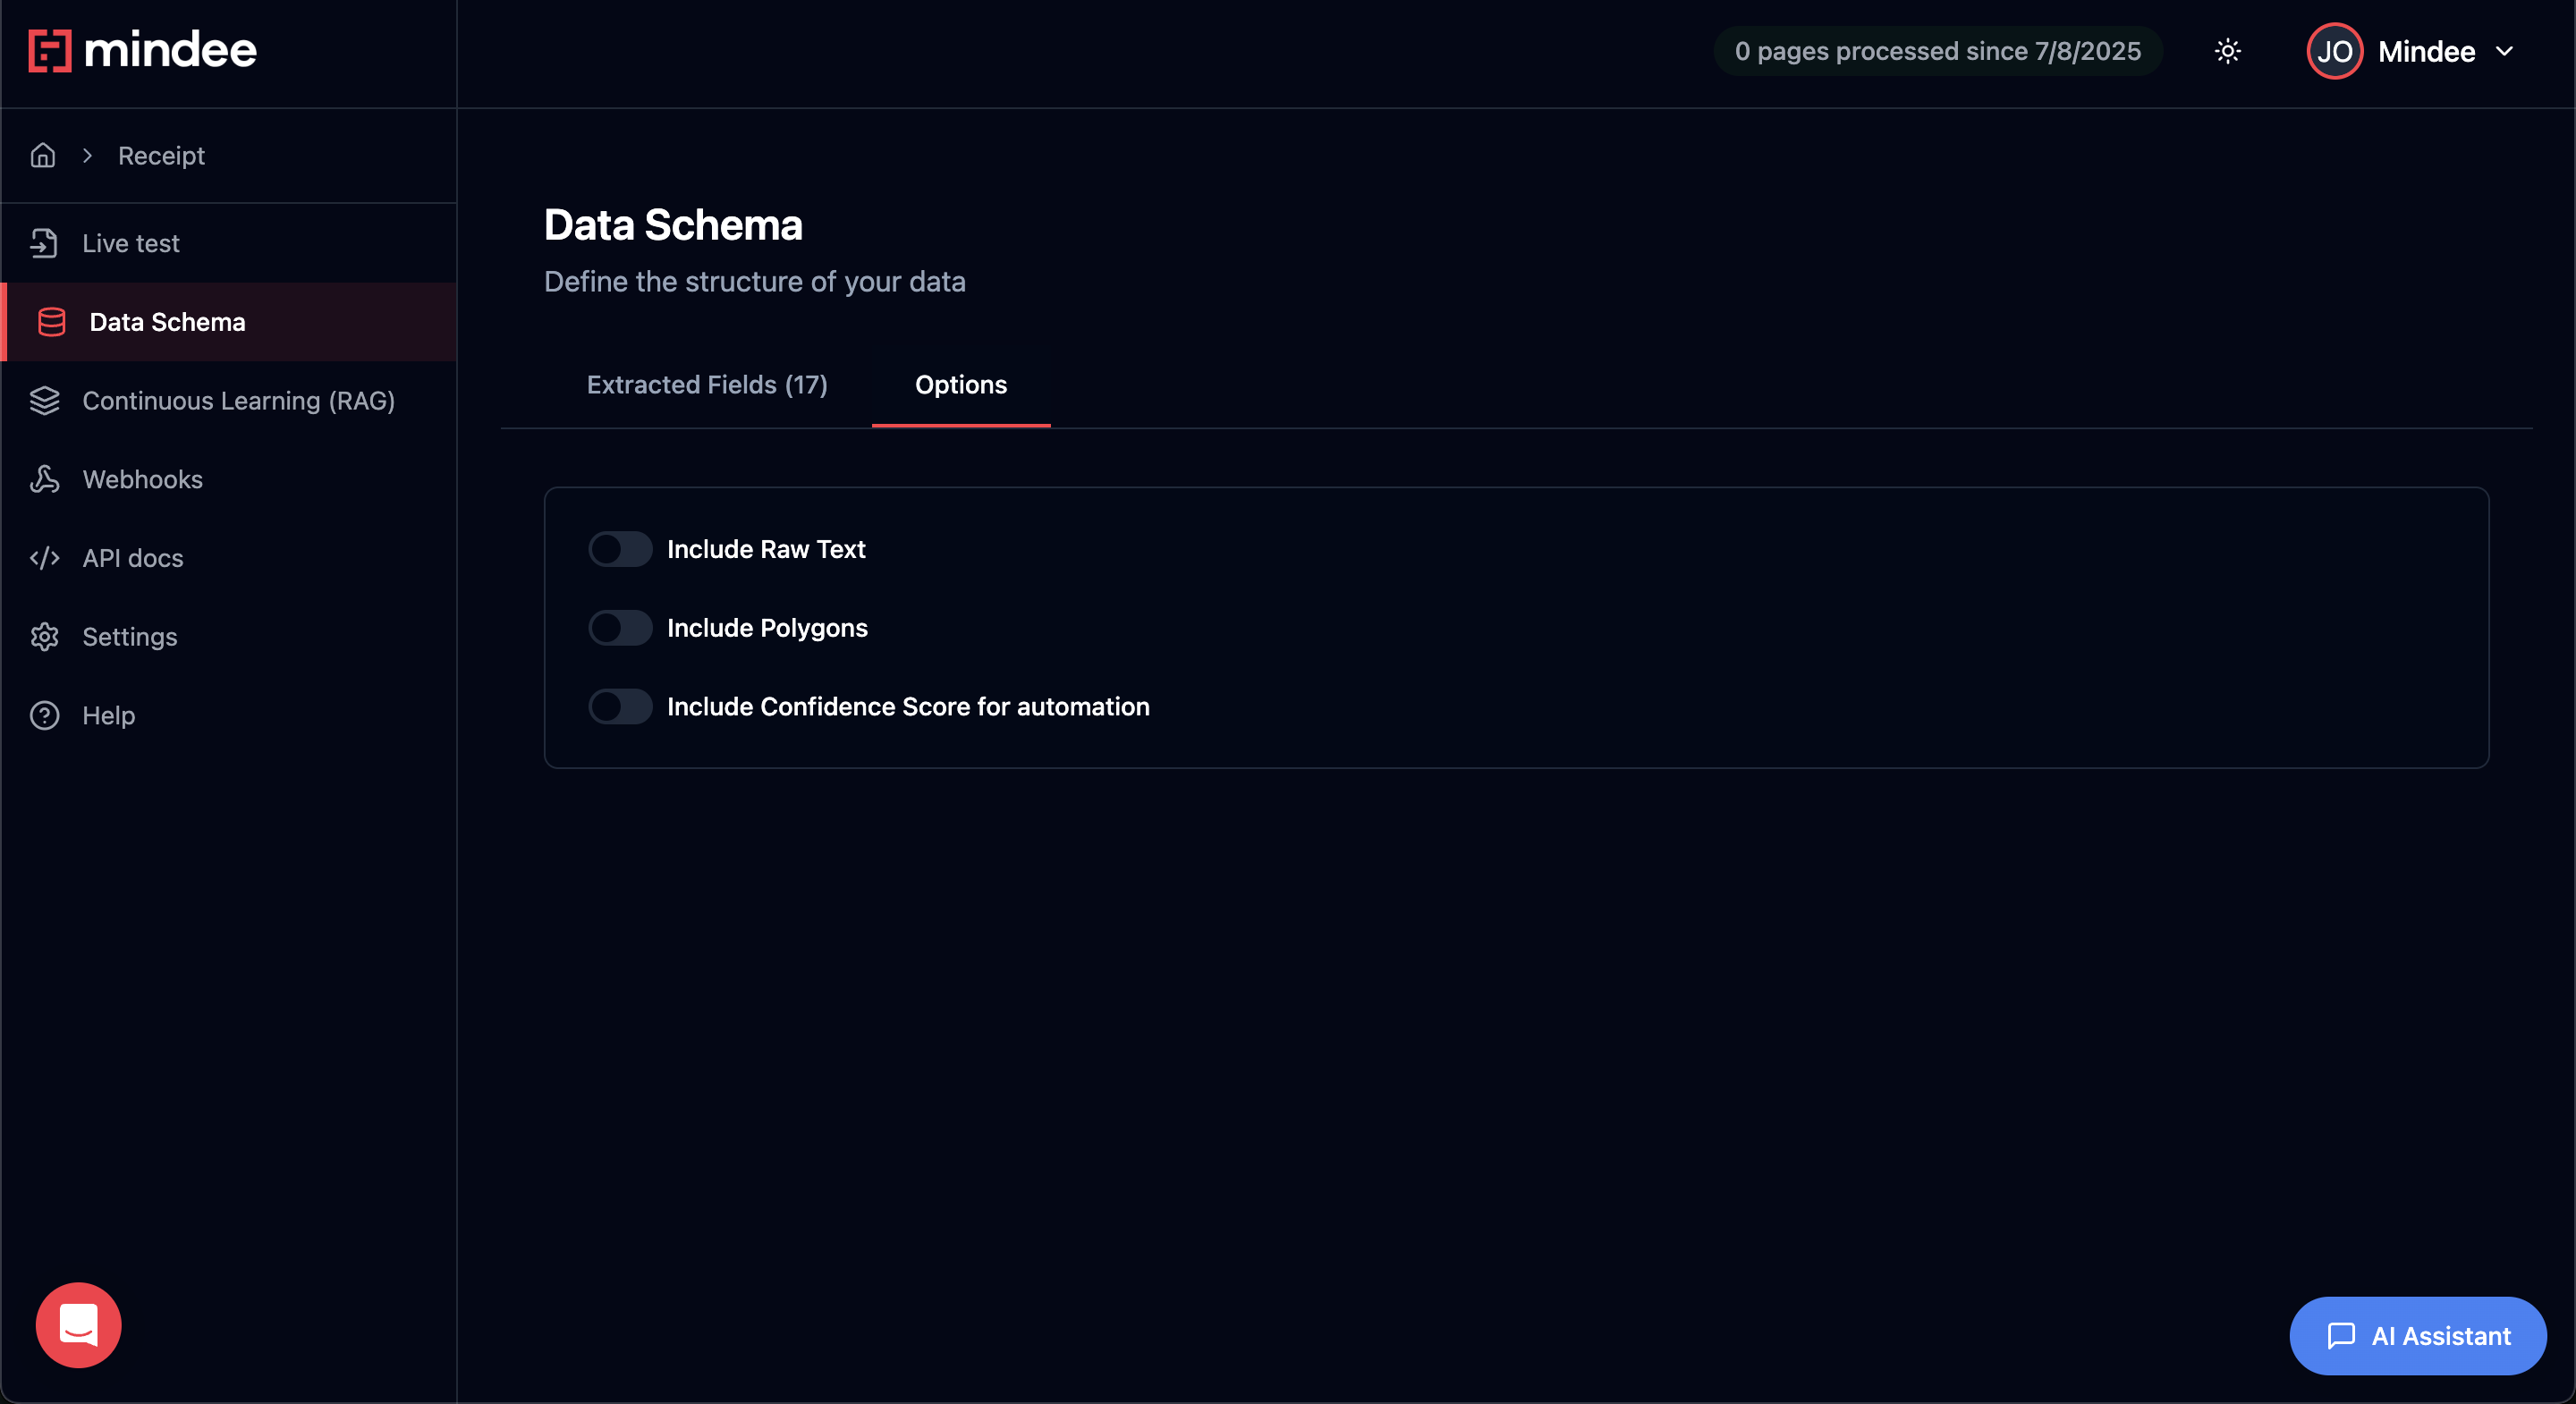 mindee
0 pages processed since 7/8/2025
JO
Mindee
Receipt
Live test
Data Schema
Continuous Learning (RAG)
Webhooks
API docs
Settings
Help
Data Schema
Define the structure of your data
Extracted Fields (17)
Options
Include Raw Text
Include Polygons
Include Confidence Score for automation
AI Assistant